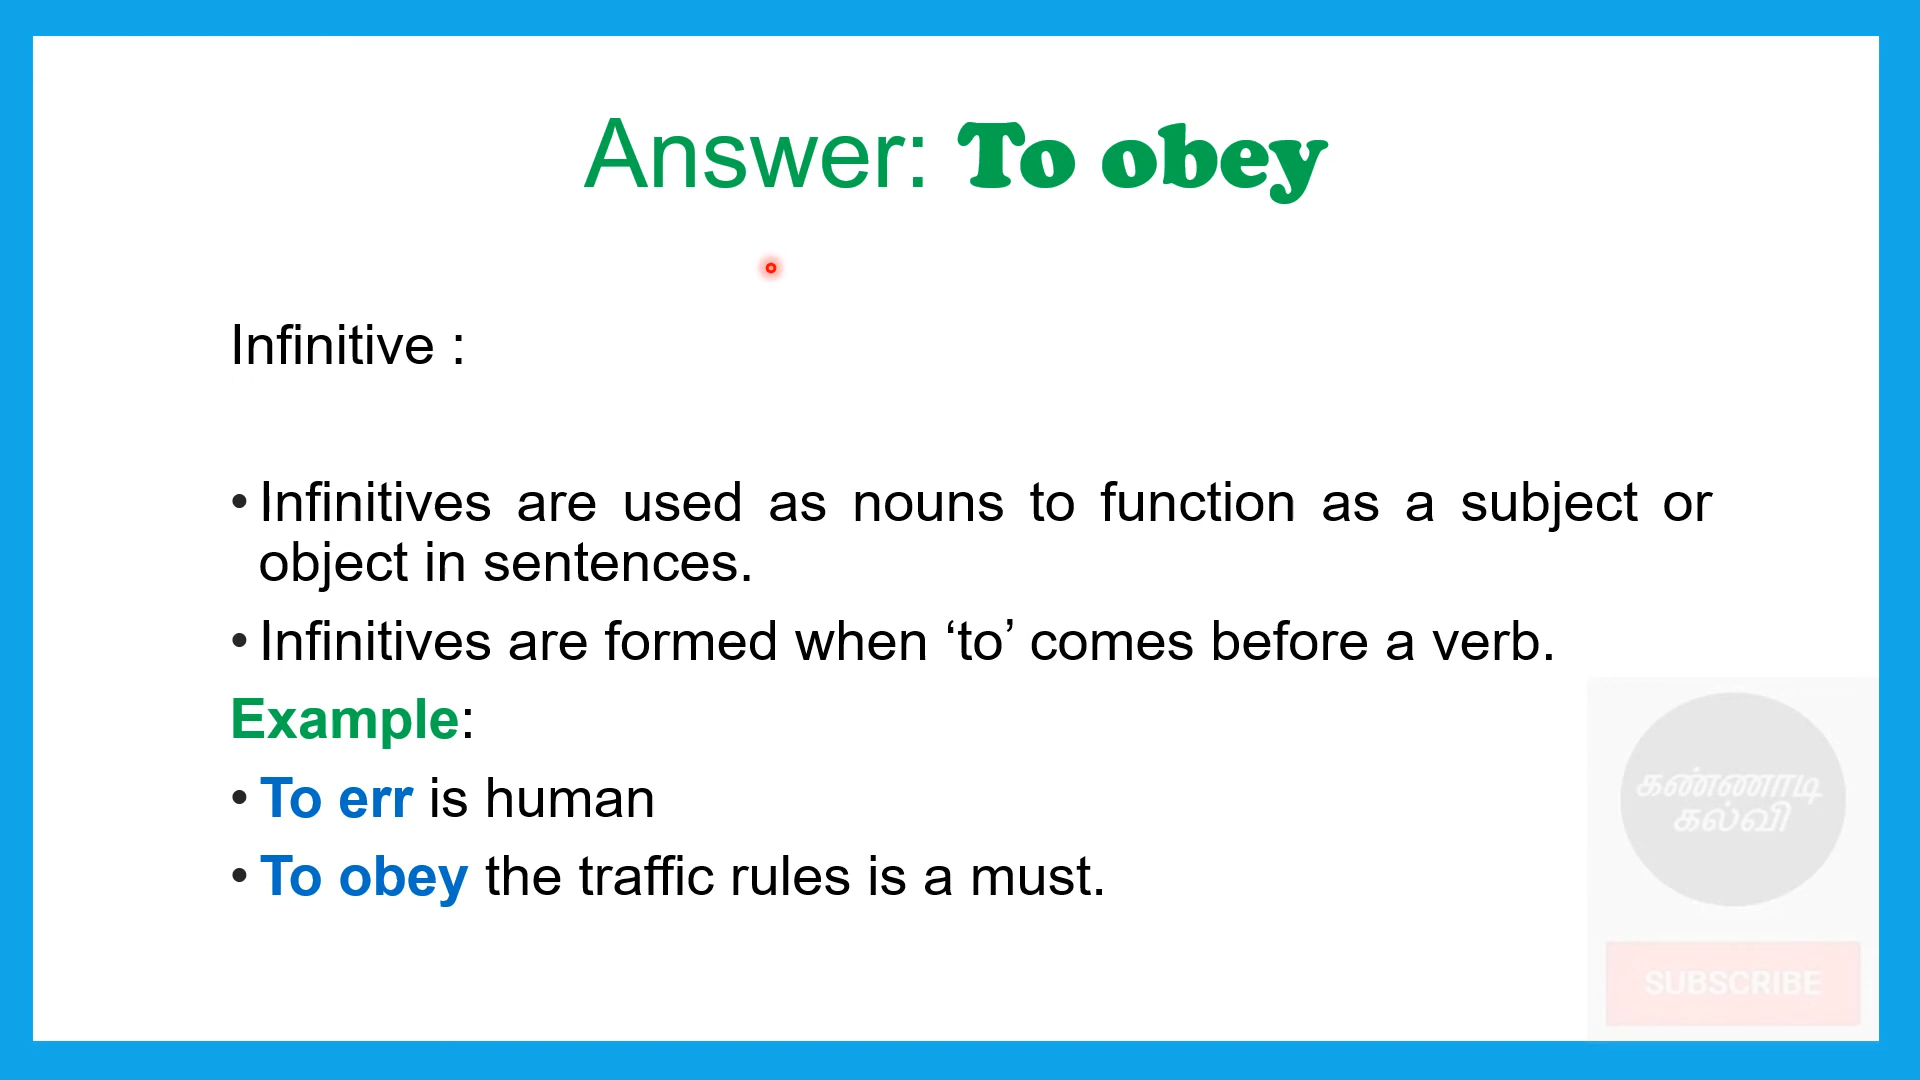 Answer: To obey
Infinitive :
• Infinitives are used as nouns to function as a subject or
object in sentences.
• Infinitives are formed when ‘to’ comes before a verb.
Example:
• To err is human
• To obey the traffic rules is a must.
கண்ணாடி
கல்வி
SUBSCRIBE